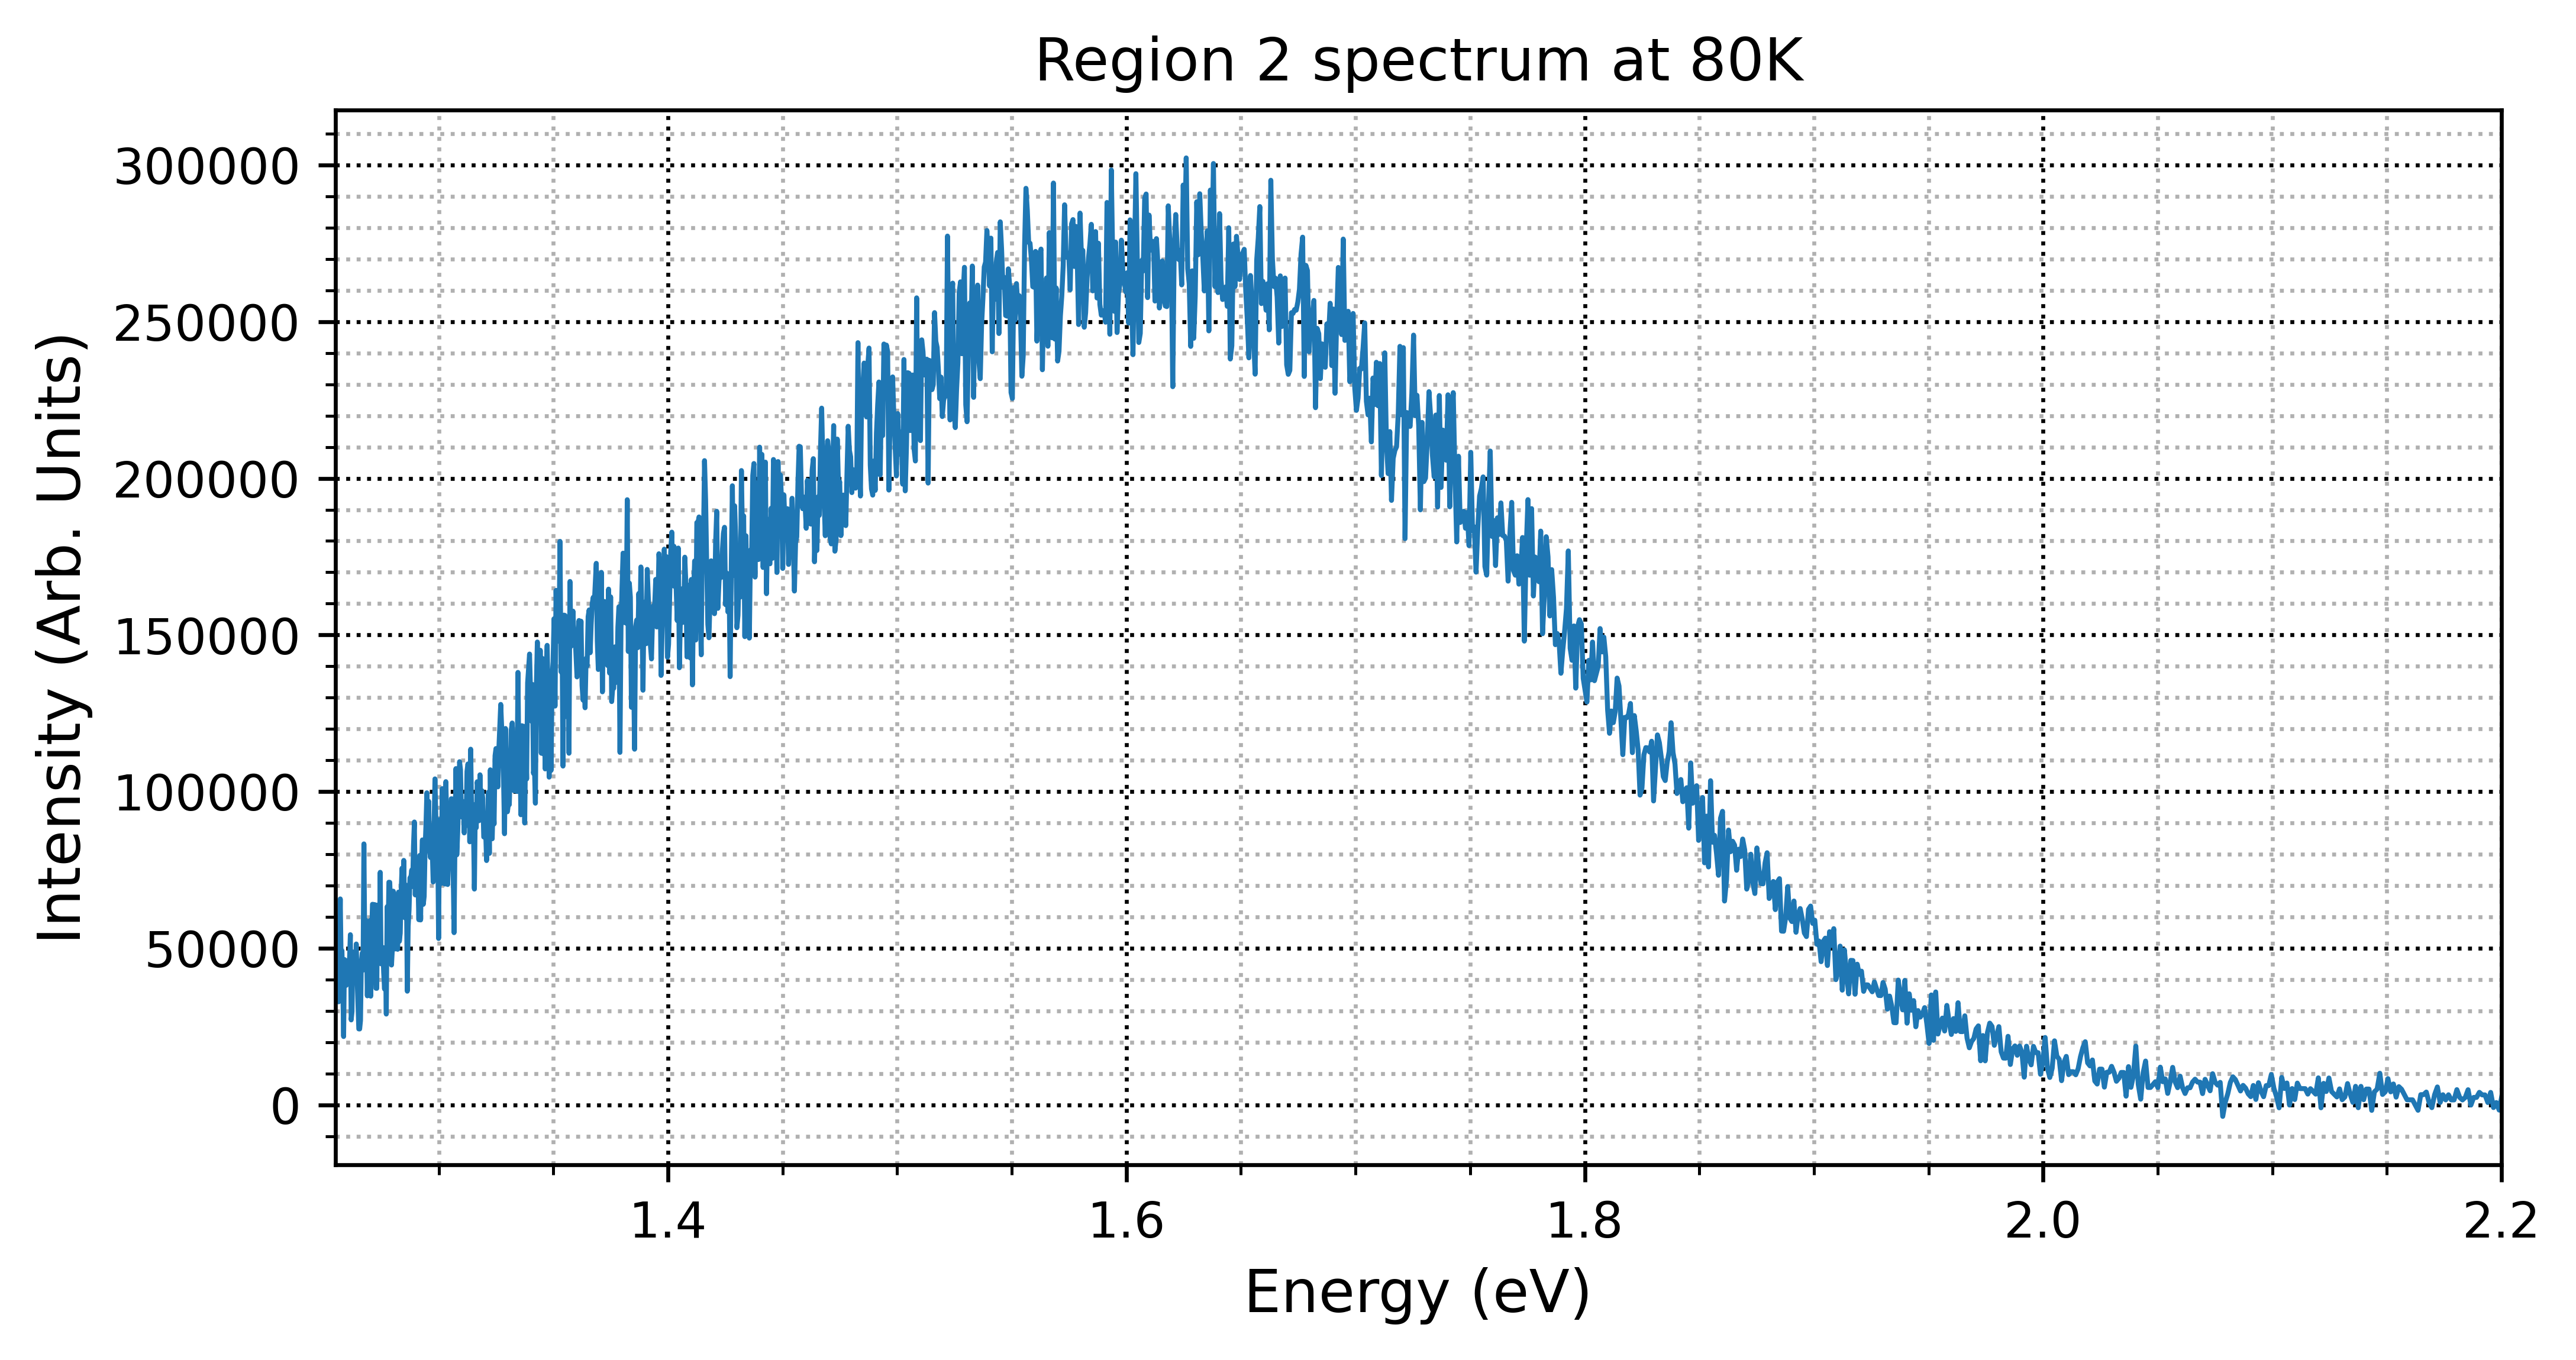 Region 2 spectrum at 80K
Intensity (Arb. Units)
300000
250000
200000
150000
100000
50000
0
1.4 1.6 1.8 2.0 2.2
Energy (eV)